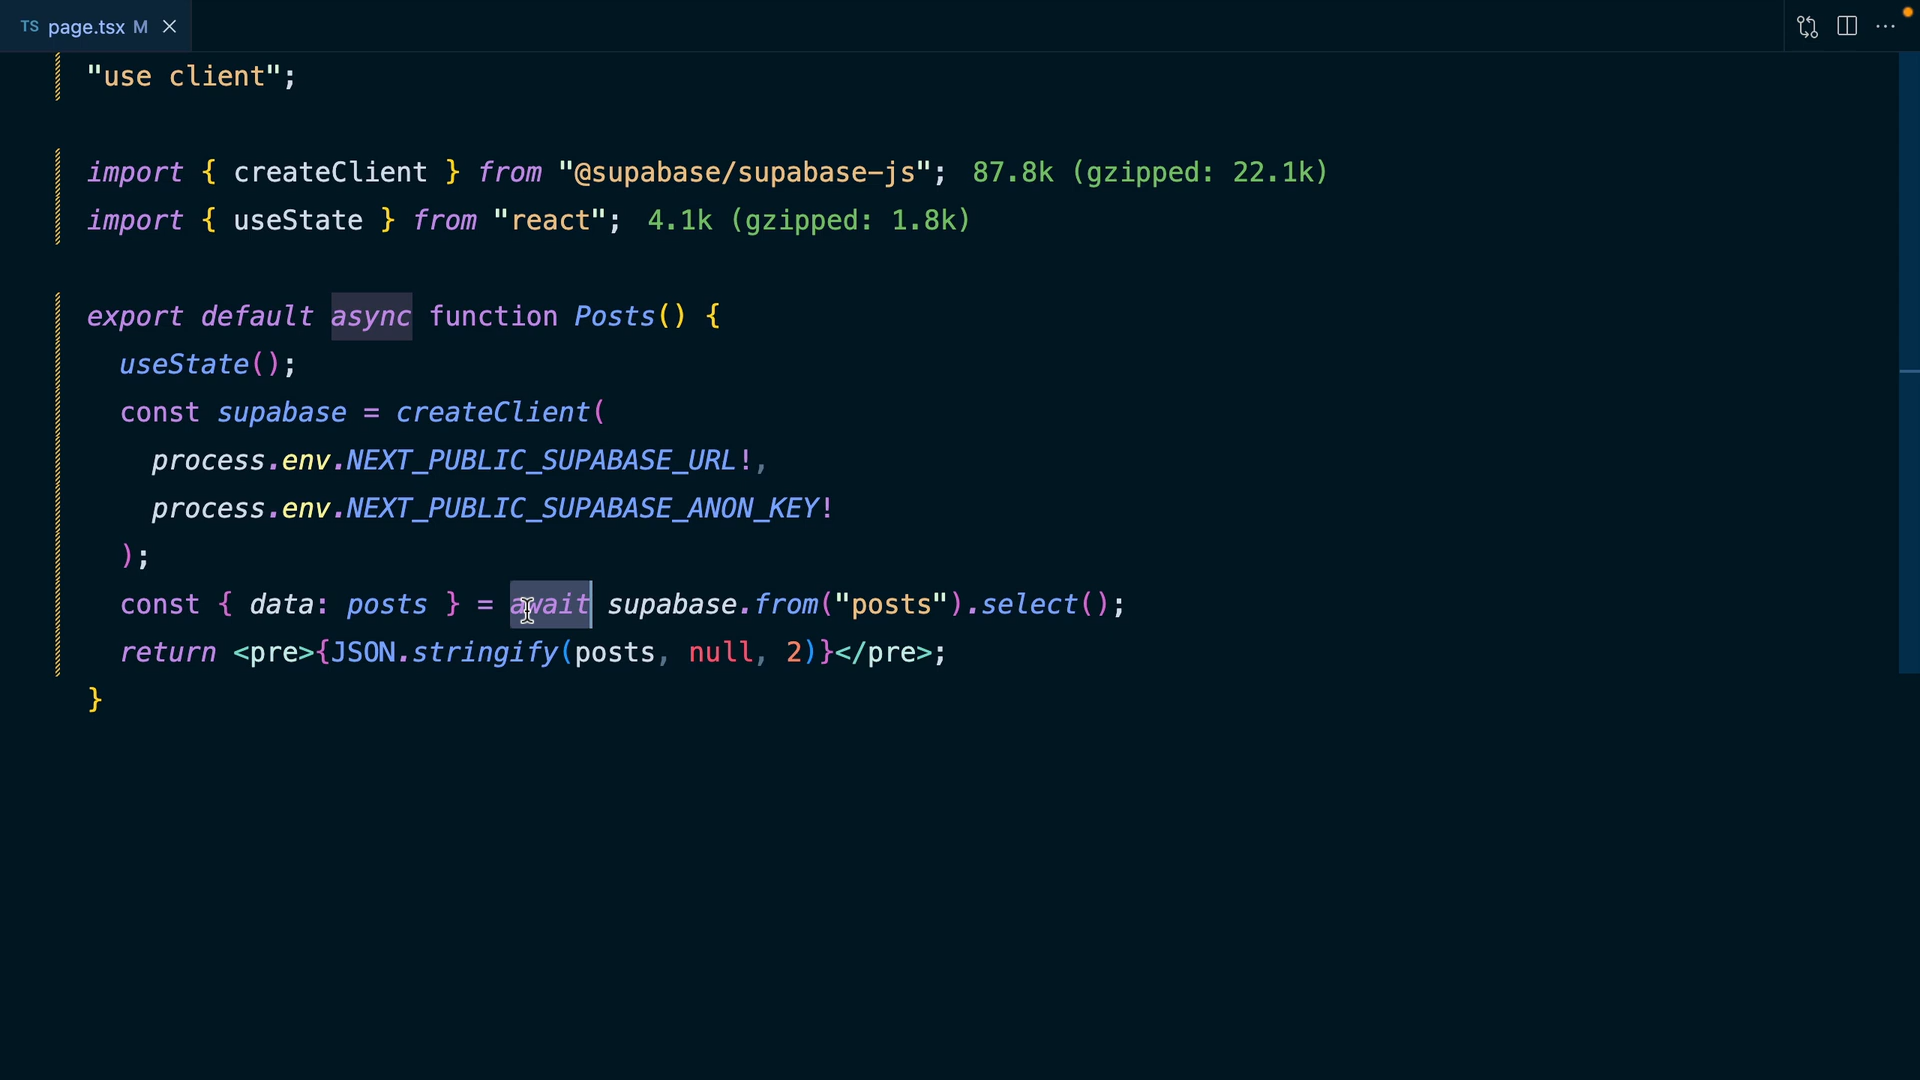 TS page.tsx M
"use client";
import { createClient } from "@supabase/supabase-js"; 87.8k (gzipped: 22.1k)
import { useState } from "react"; 4.1k (gzipped: 1.8k)
export default async function Posts() {
useState();
const supabase = createClient(
process.env.NEXT_PUBLIC_SUPABASE_URL!,
process.env.NEXT_PUBLIC_SUPABASE_ANON_KEY!
);
const { data: posts } = await supabase.from("posts").select();
return <pre>{JSON.stringify(posts, null, 2)}</pre>;
}